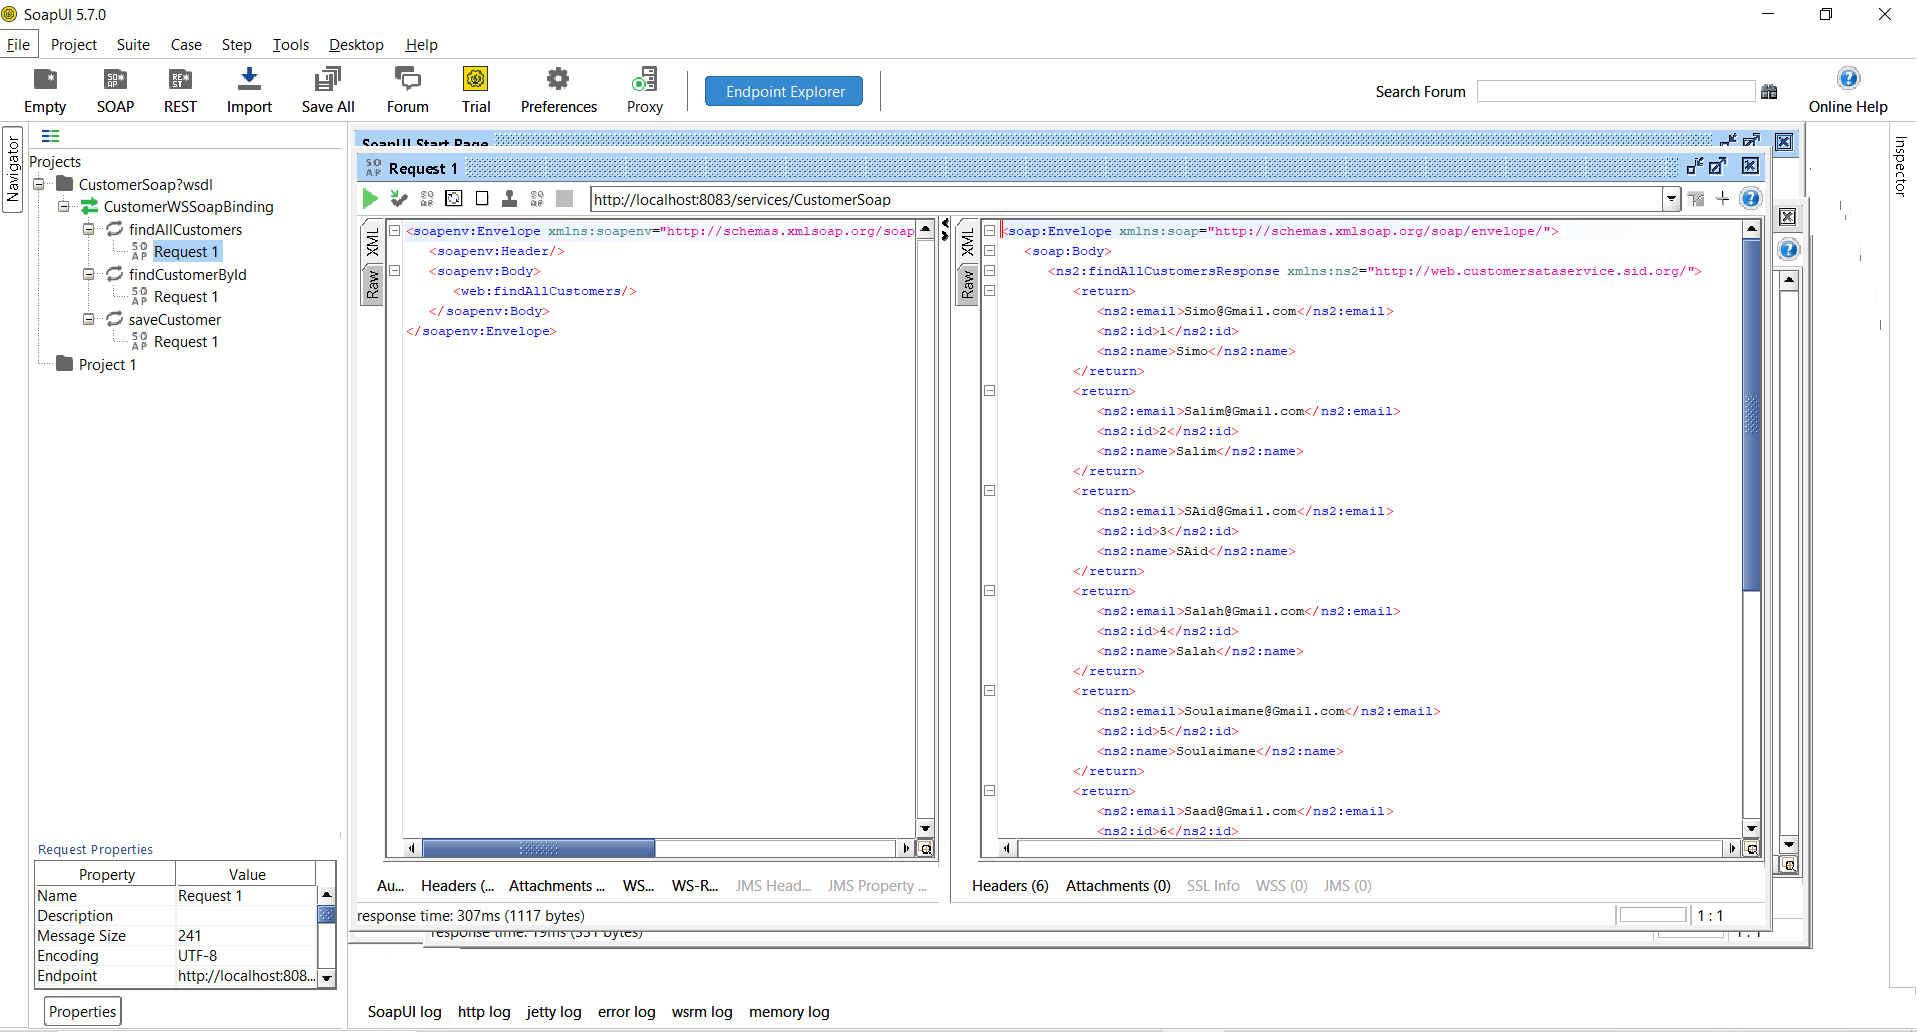 SoapUI 5.7.0
File Project Suite Case Step Tools Desktop Help
Empty SOAP REST Import Save All Forum Trial Preferences Proxy Endpoint Explorer Search Forum Online Help
Navigator
Projects
CustomerSoap?wsdl
CustomerWSSoapBinding
findAllCustomers
Request 1
findCustomerById
Request 1
saveCustomer
Request 1
Project 1
Request Properties
Property Value
Name Request 1
Description
Message Size 241
Encoding UTF-8
Endpoint http://localhost:808...
Properties
SoapUI Start Page
Request 1
http://localhost:8083/services/CustomerSoap
XML
Raw
<soapenv:Envelope xmlns:soapenv="http://schemas.xmlsoap.org/soap
<soapenv:Header/>
<soapenv:Body>
<web:findAllCustomers/>
</soapenv:Body>
</soapenv:Envelope>
Au... Headers (... Attachments ... WS... WS-R... JMS Head... JMS Property ...
XML
Raw
<soap:Envelope xmlns:soap="http://schemas.xmlsoap.org/soap/envelope/">
<soap:Body>
<ns2:findAllCustomersResponse xmlns:ns2="http://web.customersataservice.sid.org/">
<return>
<ns2:email>Simo@Gmail.com</ns2:email>
<ns2:id>1</ns2:id>
<ns2:name>Simo</ns2:name>
</return>
<return>
<ns2:email>Salim@Gmail.com</ns2:email>
<ns2:id>2</ns2:id>
<ns2:name>Salim</ns2:name>
</return>
<return>
<ns2:email>SAid@Gmail.com</ns2:email>
<ns2:id>3</ns2:id>
<ns2:name>SAid</ns2:name>
</return>
<return>
<ns2:email>Salah@Gmail.com</ns2:email>
<ns2:id>4</ns2:id>
<ns2:name>Salah</ns2:name>
</return>
<return>
<ns2:email>Soulaimane@Gmail.com</ns2:email>
<ns2:id>5</ns2:id>
<ns2:name>Soulaimane</ns2:name>
</return>
<return>
<ns2:email>Saad@Gmail.com</ns2:email>
<ns2:id>6</ns2:id>
Headers (6) Attachments (0) SSL Info WSS (0) JMS (0)
response time: 307ms (1117 bytes) 1 : 1
response time: 19ms (331 bytes) 1 : 1
Inspector
SoapUI log http log jetty log error log wsrm log memory log